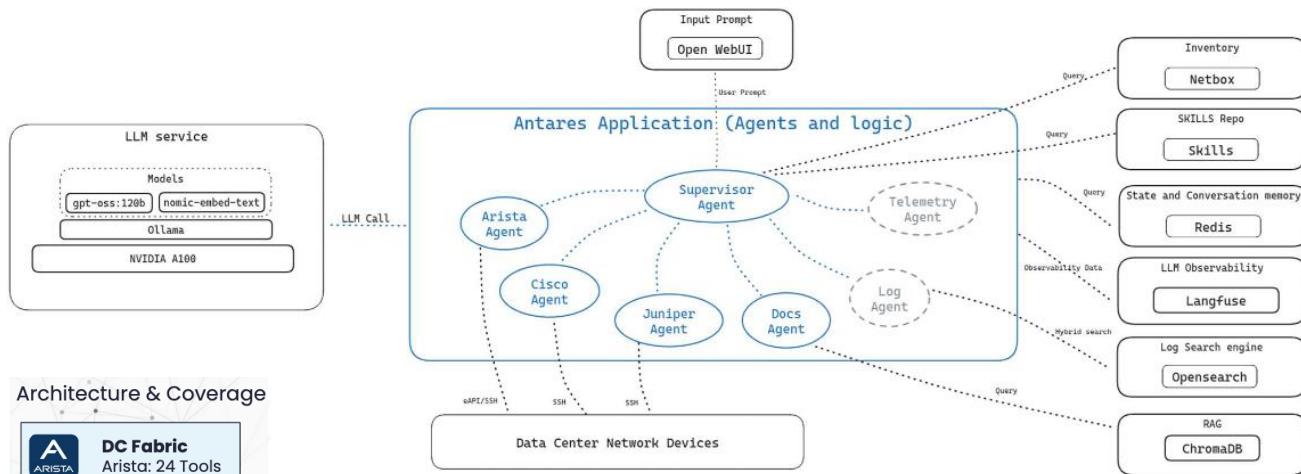 Input Prompt
Open WebUI
User Prompt
Inventory
Netbox
Query
SKILLS Repo
Skills
Query
State and Conversation memory
Redis
Query
LLM Observability
Langfuse
Observability Data
Log Search engine
Opensearch
Hybrid search
RAG
ChromaDB
Query
LLM service
Models
gpt-oss:120b
nomic-embed-text
Ollama
NVIDIA A100
LLM Call
Antares Application (Agents and logic)
Supervisor
Agent
Arista
Agent
Cisco
Agent
Juniper
Agent
Docs
Agent
Log
Agent
Telemetry
Agent
eAPI/SSH
SSH
SSH
Data Center Network Devices
Architecture & Coverage
ARISTA
DC Fabric
Arista: 24 Tools